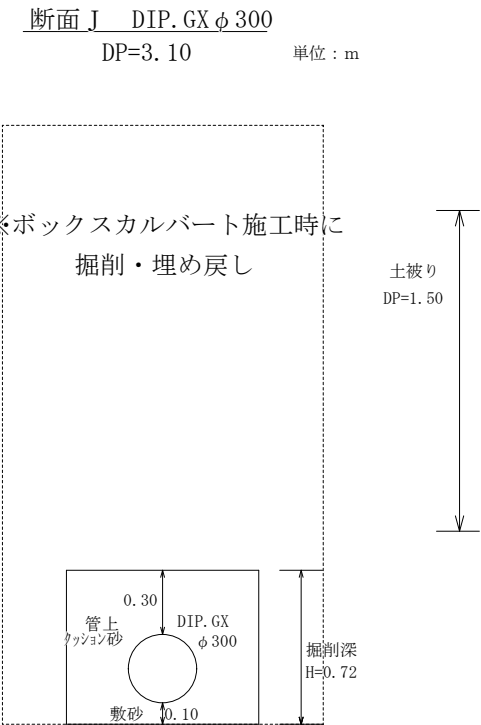 断面J DIP.GXφ300
DP=3.10
単位：m
※ボックスカルバート施工時に
掘削・埋め戻し
土被り
DP=1.50
0.30
管上
クッション砂
DIP.GX
φ300
掘削深
H=0.72
敷砂
0.10